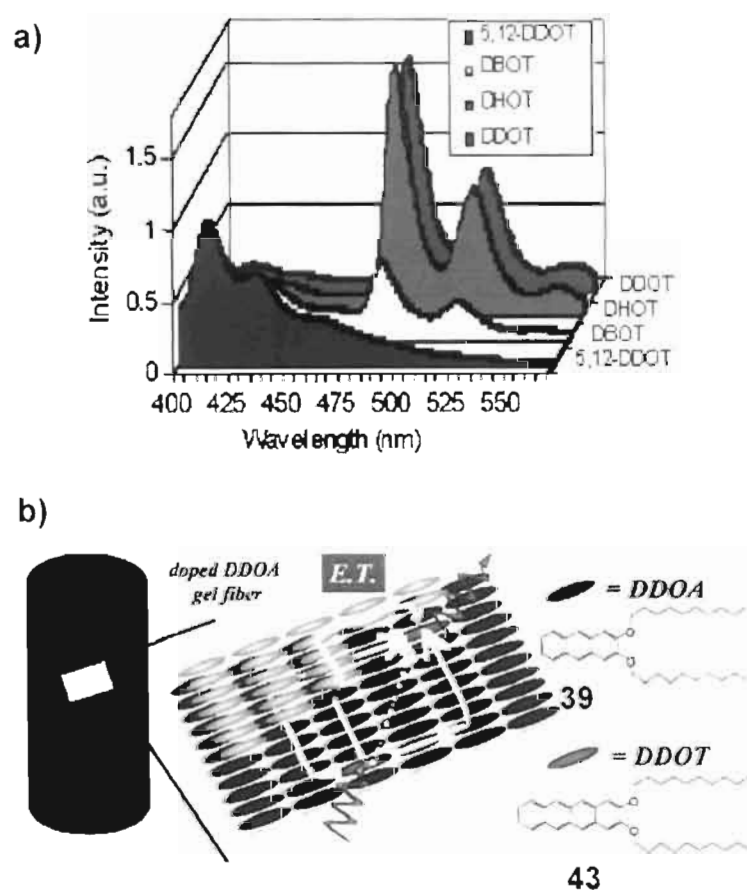 a)
5,12-DDOT
DBOT
DHOT
DDOT
Intensity (a.u.)
1.5
1
0.5
0
400 425 450 475 500 525 550
Wavelength (nm)
DDOT
DHOT
DBOT
5,12-DDOT
b)
doped DDOA
gel fiber
E.T.
= DDOA
O
O
39
= DDOT
O
O
43